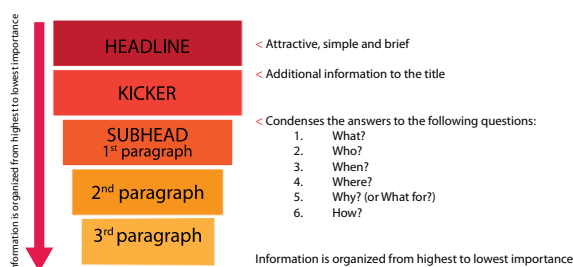 Information is organized from highest to lowest importance
HEADLINE
< Attractive, simple and brief
KICKER
< Additional information to the title
SUBHEAD
1st paragraph
< Condenses the answers to the following questions:
1. What?
2. Who?
3. When?
4. Where?
5. Why? (or What for?)
6. How?
2nd paragraph
3rd paragraph
Information is organized from highest to lowest importance